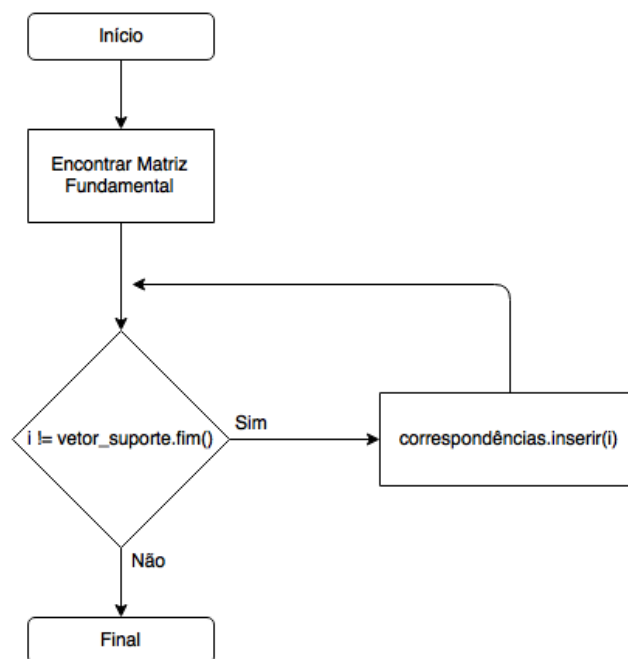 Início
Encontrar Matriz
Fundamental
i != vetor_suporte.fim()
Sim
correspondências.inserir(i)
Não
Final